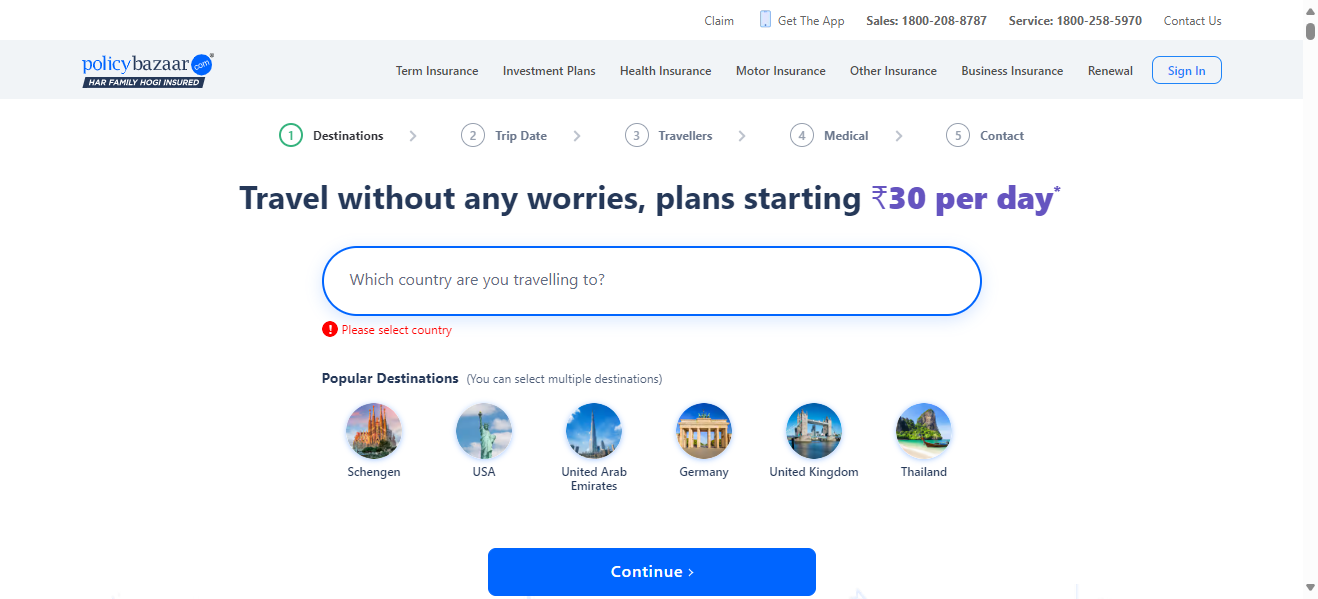 Claim Get The App Sales: 1800-208-8787 Service: 1800-258-5970 Contact Us
policybazaar.com
HAR FAMILY HOGI INSURED
Term Insurance Investment Plans Health Insurance Motor Insurance Other Insurance Business Insurance Renewal Sign In
1 Destinations 2 Trip Date 3 Travellers 4 Medical 5 Contact
Travel without any worries, plans starting ₹30 per day*
Which country are you travelling to?
! Please select country
Popular Destinations (You can select multiple destinations)
Schengen USA United Arab Emirates Germany United Kingdom Thailand
Continue ›